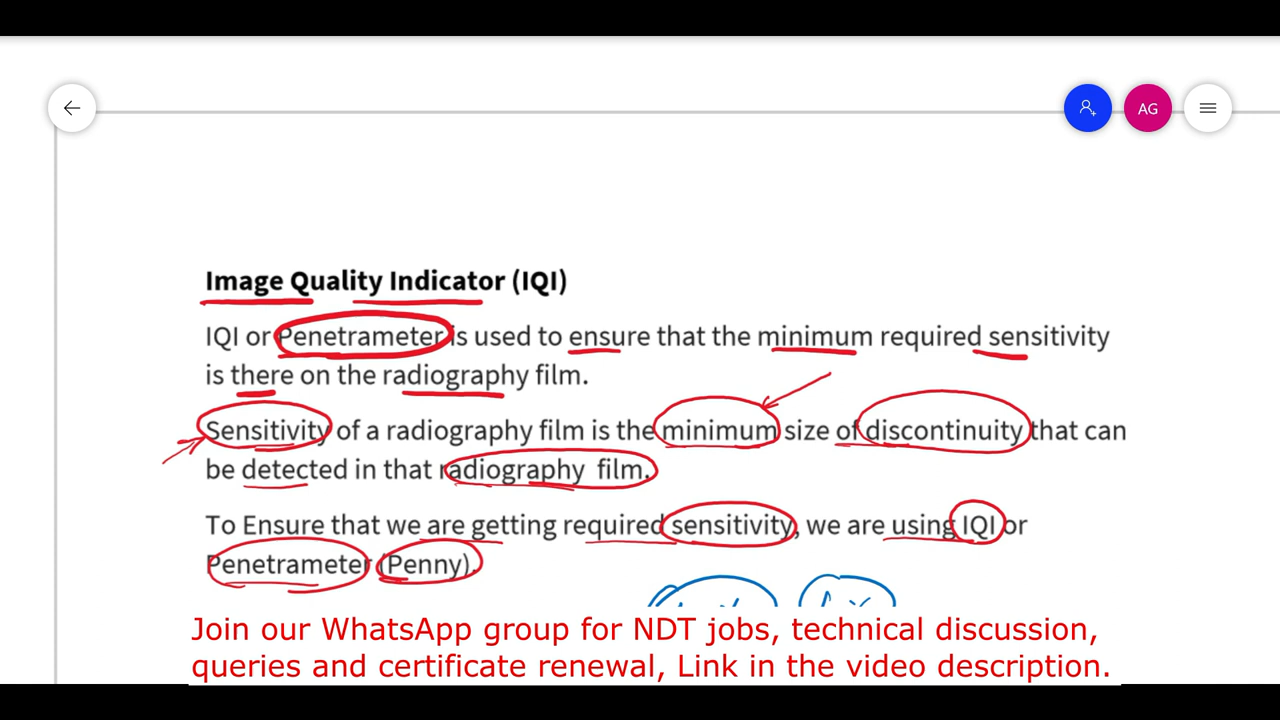 AG
Image Quality Indicator (IQI)
IQI or Penetrameter is used to ensure that the minimum required sensitivity
is there on the radiography film.
Sensitivity of a radiography film is the minimum size of discontinuity that can
be detected in that radiography film.
To Ensure that we are getting required sensitivity, we are using IQI or
Penetrameter (Penny).
Join our WhatsApp group for NDT jobs, technical discussion,
queries and certificate renewal, Link in the video description.